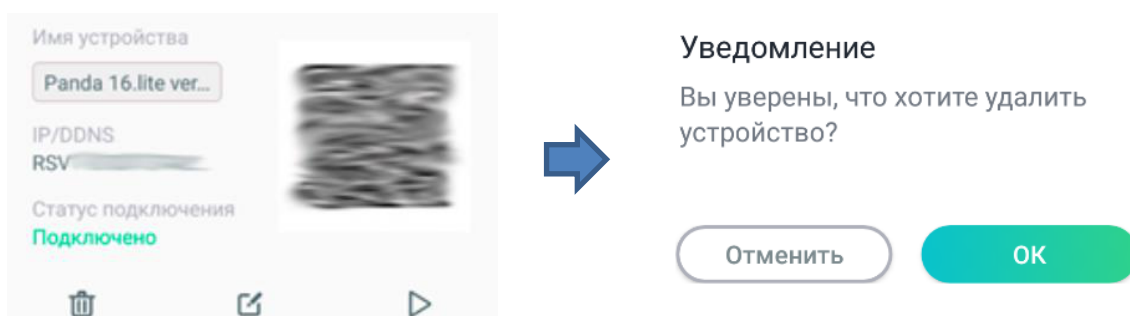 Имя устройства
Panda 16.lite ver...
IP/DDNS
RSV
Статус подключения
Подключено
Уведомление
Вы уверены, что хотите удалить
устройство?
Отменить
ОК